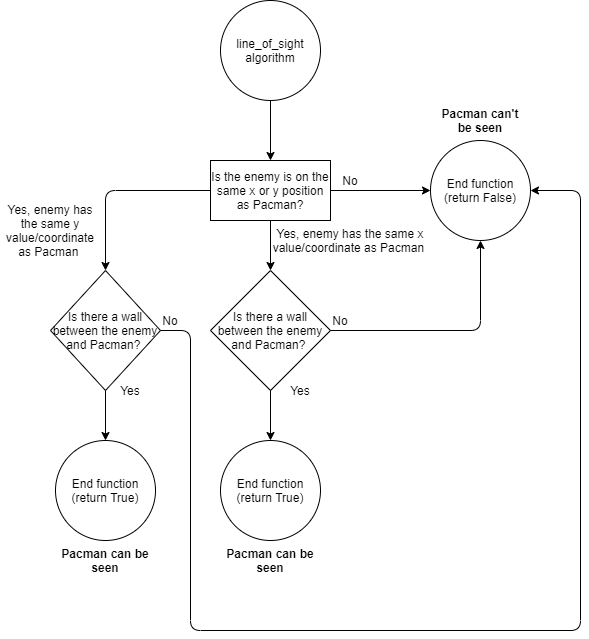 line_of_sight
algorithm
Pacman can't
be seen
Is the enemy is on the
same x or y position
as Pacman?
No
End function
(return False)
Yes, enemy has
the same y
value/coordinate
as Pacman
Yes, enemy has the same x
value/coordinate as Pacman
Is there a wall
between the enemy
and Pacman?
No
Is there a wall
between the enemy
and Pacman?
No
Yes
Yes
End function
(return True)
End function
(return True)
Pacman can be
seen
Pacman can be
seen